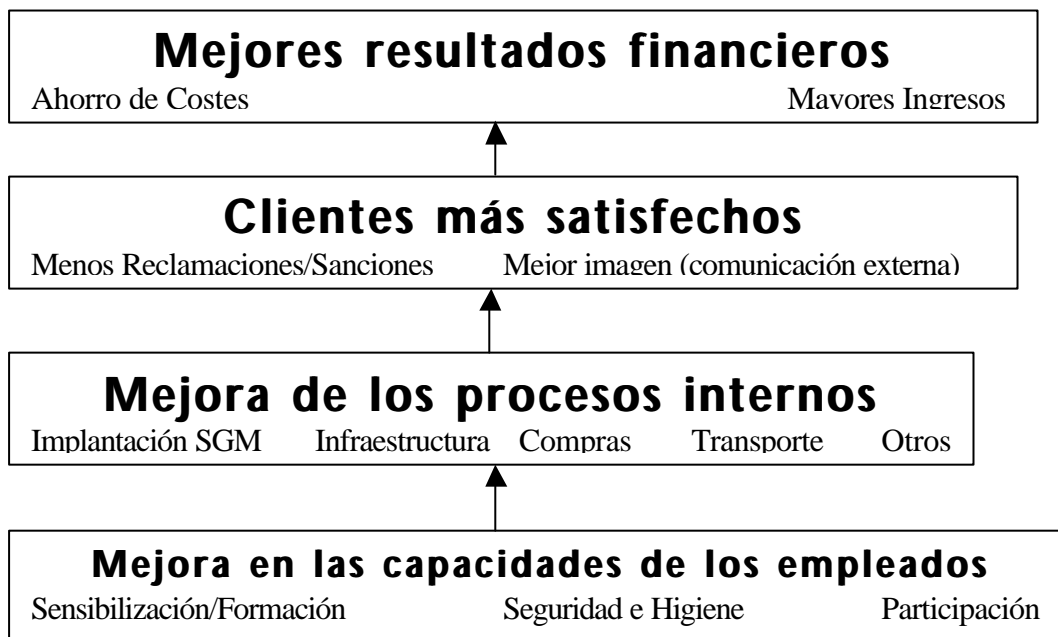 Mejores resultados financieros
Ahorro de Costes Mayores Ingresos
Clientes más satisfechos
Menos Reclamaciones/Sanciones Mejor imagen (comunicación externa)
Mejora de los procesos internos
Implantación SGM Infraestructura Compras Transporte Otros
Mejora en las capacidades de los empleados
Sensibilización/Formación Seguridad e Higiene Participación